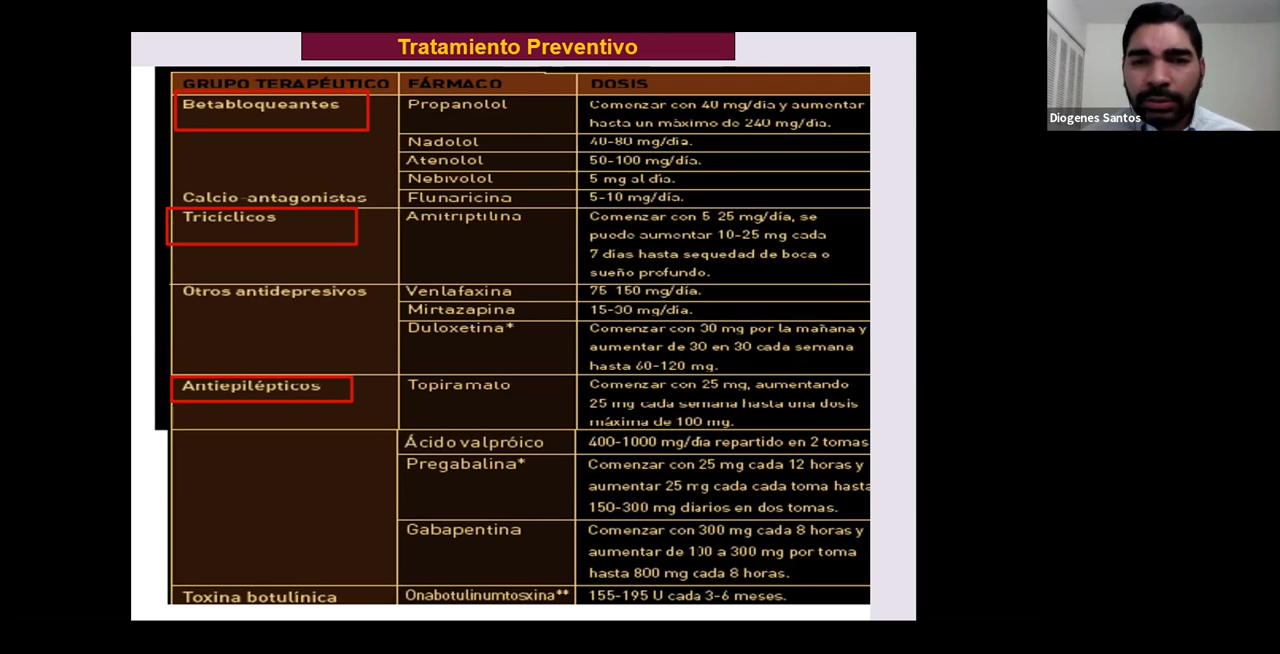 Tratamiento Preventivo
GRUPO TERAPÉUTICO FÁRMACO DOSIS
Betabloqueantes Propanolol Comenzar con 40 mg/día y aumentar
hasta un máximo de 240 mg/día.
Nadolol 40-80 mg/día.
Atenolol 50-100 mg/día.
Nebivolol 5 mg al día.
Calcio-antagonistas Flunaricina 5-10 mg/día.
Tricíclicos Amitriptilina Comenzar con 5-25 mg/día, se
puede aumentar 10-25 mg cada
7 días hasta sequedad de boca o
sueño profundo.
Otros antidepresivos Venlafaxina 75-150 mg/día.
Mirtazapina 15-30 mg/día.
Duloxetina* Comenzar con 30 mg por la mañana y
aumentar de 30 en 30 cada semana
hasta 60-120 mg.
Antiepilépticos Topiramato Comenzar con 25 mg, aumentando
25 mg cada semana hasta una dosis
máxima de 100 mg.
Ácido valpróico 400-1000 mg/día repartido en 2 tomas
Pregabalina* Comenzar con 25 mg cada 12 horas y
aumentar 25 mg cada cada toma hasta
150-300 mg diarios en dos tomas.
Gabapentina Comenzar con 300 mg cada 8 horas y
aumentar de 100 a 300 mg por toma
hasta 800 mg cada 8 horas.
Toxina botulínica Onabotulinumtosxina** 155-195 U cada 3-6 meses.
Diogenes Santos